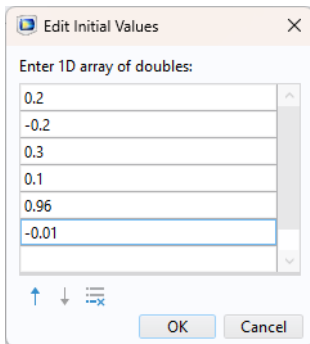 Edit Initial Values
Enter 1D array of doubles:
0.2
-0.2
0.3
0.1
0.96
-0.01
OK Cancel